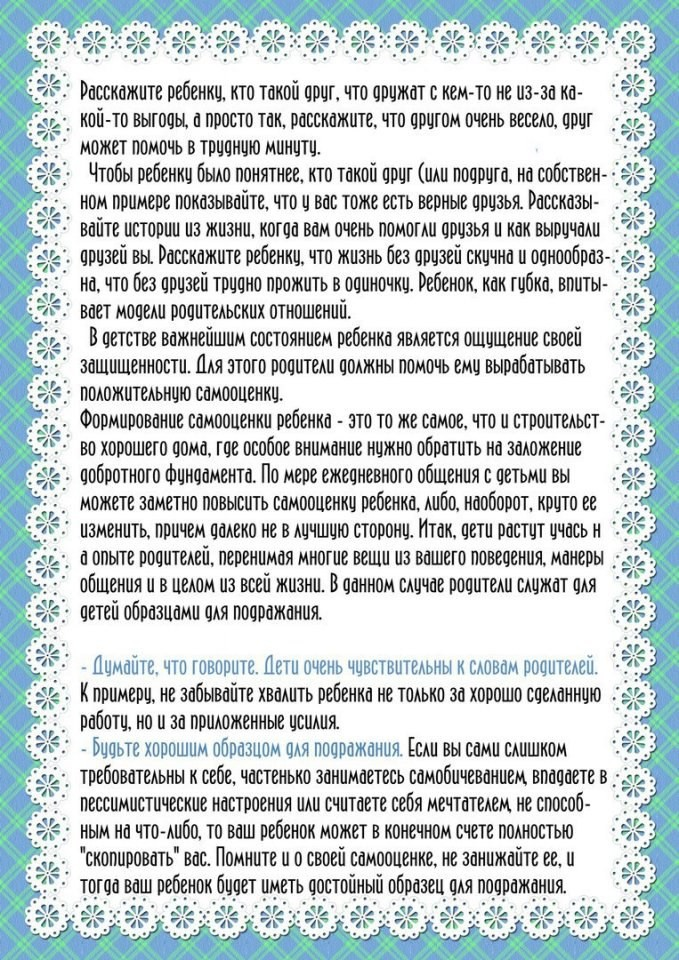 Расскажите ребенку, кто такой друг, что дружат с кем-то не из-за ка-
кой-то выгоды, а просто так, расскажите, что другом очень весело, друг
может помочь в трудную минуту.
Чтобы ребенку было понятнее, кто такой друг (или подруга, на собствен-
ном примере показывайте, что у вас тоже есть верные друзья. Рассказы-
вайте истории из жизни, когда вам очень помогли друзья и как выручали
друзей вы. Расскажите ребенку, что жизнь без друзей скучна и однообраз-
на, что без друзей трудно прожить в одиночку. Ребенок, как губка, впиты-
вает модели родительских отношений.
В детстве важнейшим состоянием ребенка является ощущение своей
защищенности. Для этого родители должны помочь ему вырабатывать
положительную самооценку.
Формирование самооценки ребенка - это то же самое, что и строительст-
во хорошего дома, где особое внимание нужно обратить на заложение
добротного фундамента. По мере ежедневного общения с детьми вы
можете заметно повысить самооценку ребенка, либо, наоборот, круто ее
изменить, причем далеко не в лучшую сторону. Итак, дети растут учась н
а опыте родителей, перенимая многие вещи из вашего поведения, манеры
общения и в целом из всей жизни. В данном случае родители служат для
детей образцами для подражания.
- Думайте, что говорите. Дети очень чувствительны к словам родителей.
К примеру, не забывайте хвалить ребенка не только за хорошо сделанную
работу, но и за приложенные усилия.
- Будьте хорошим образцом для подражания. Если вы сами слишком
требовательны к себе, частенько занимаетесь самобичеванием, впадаете в
пессимистические настроения или считаете себя мечтателем, не способ-
ным на что-либо, то ваш ребенок может в конечном счете полностью
"скопировать" вас. Помните и о своей самооценке, не занижайте ее, и
тогда ваш ребенок будет иметь достойный образец для подражания.